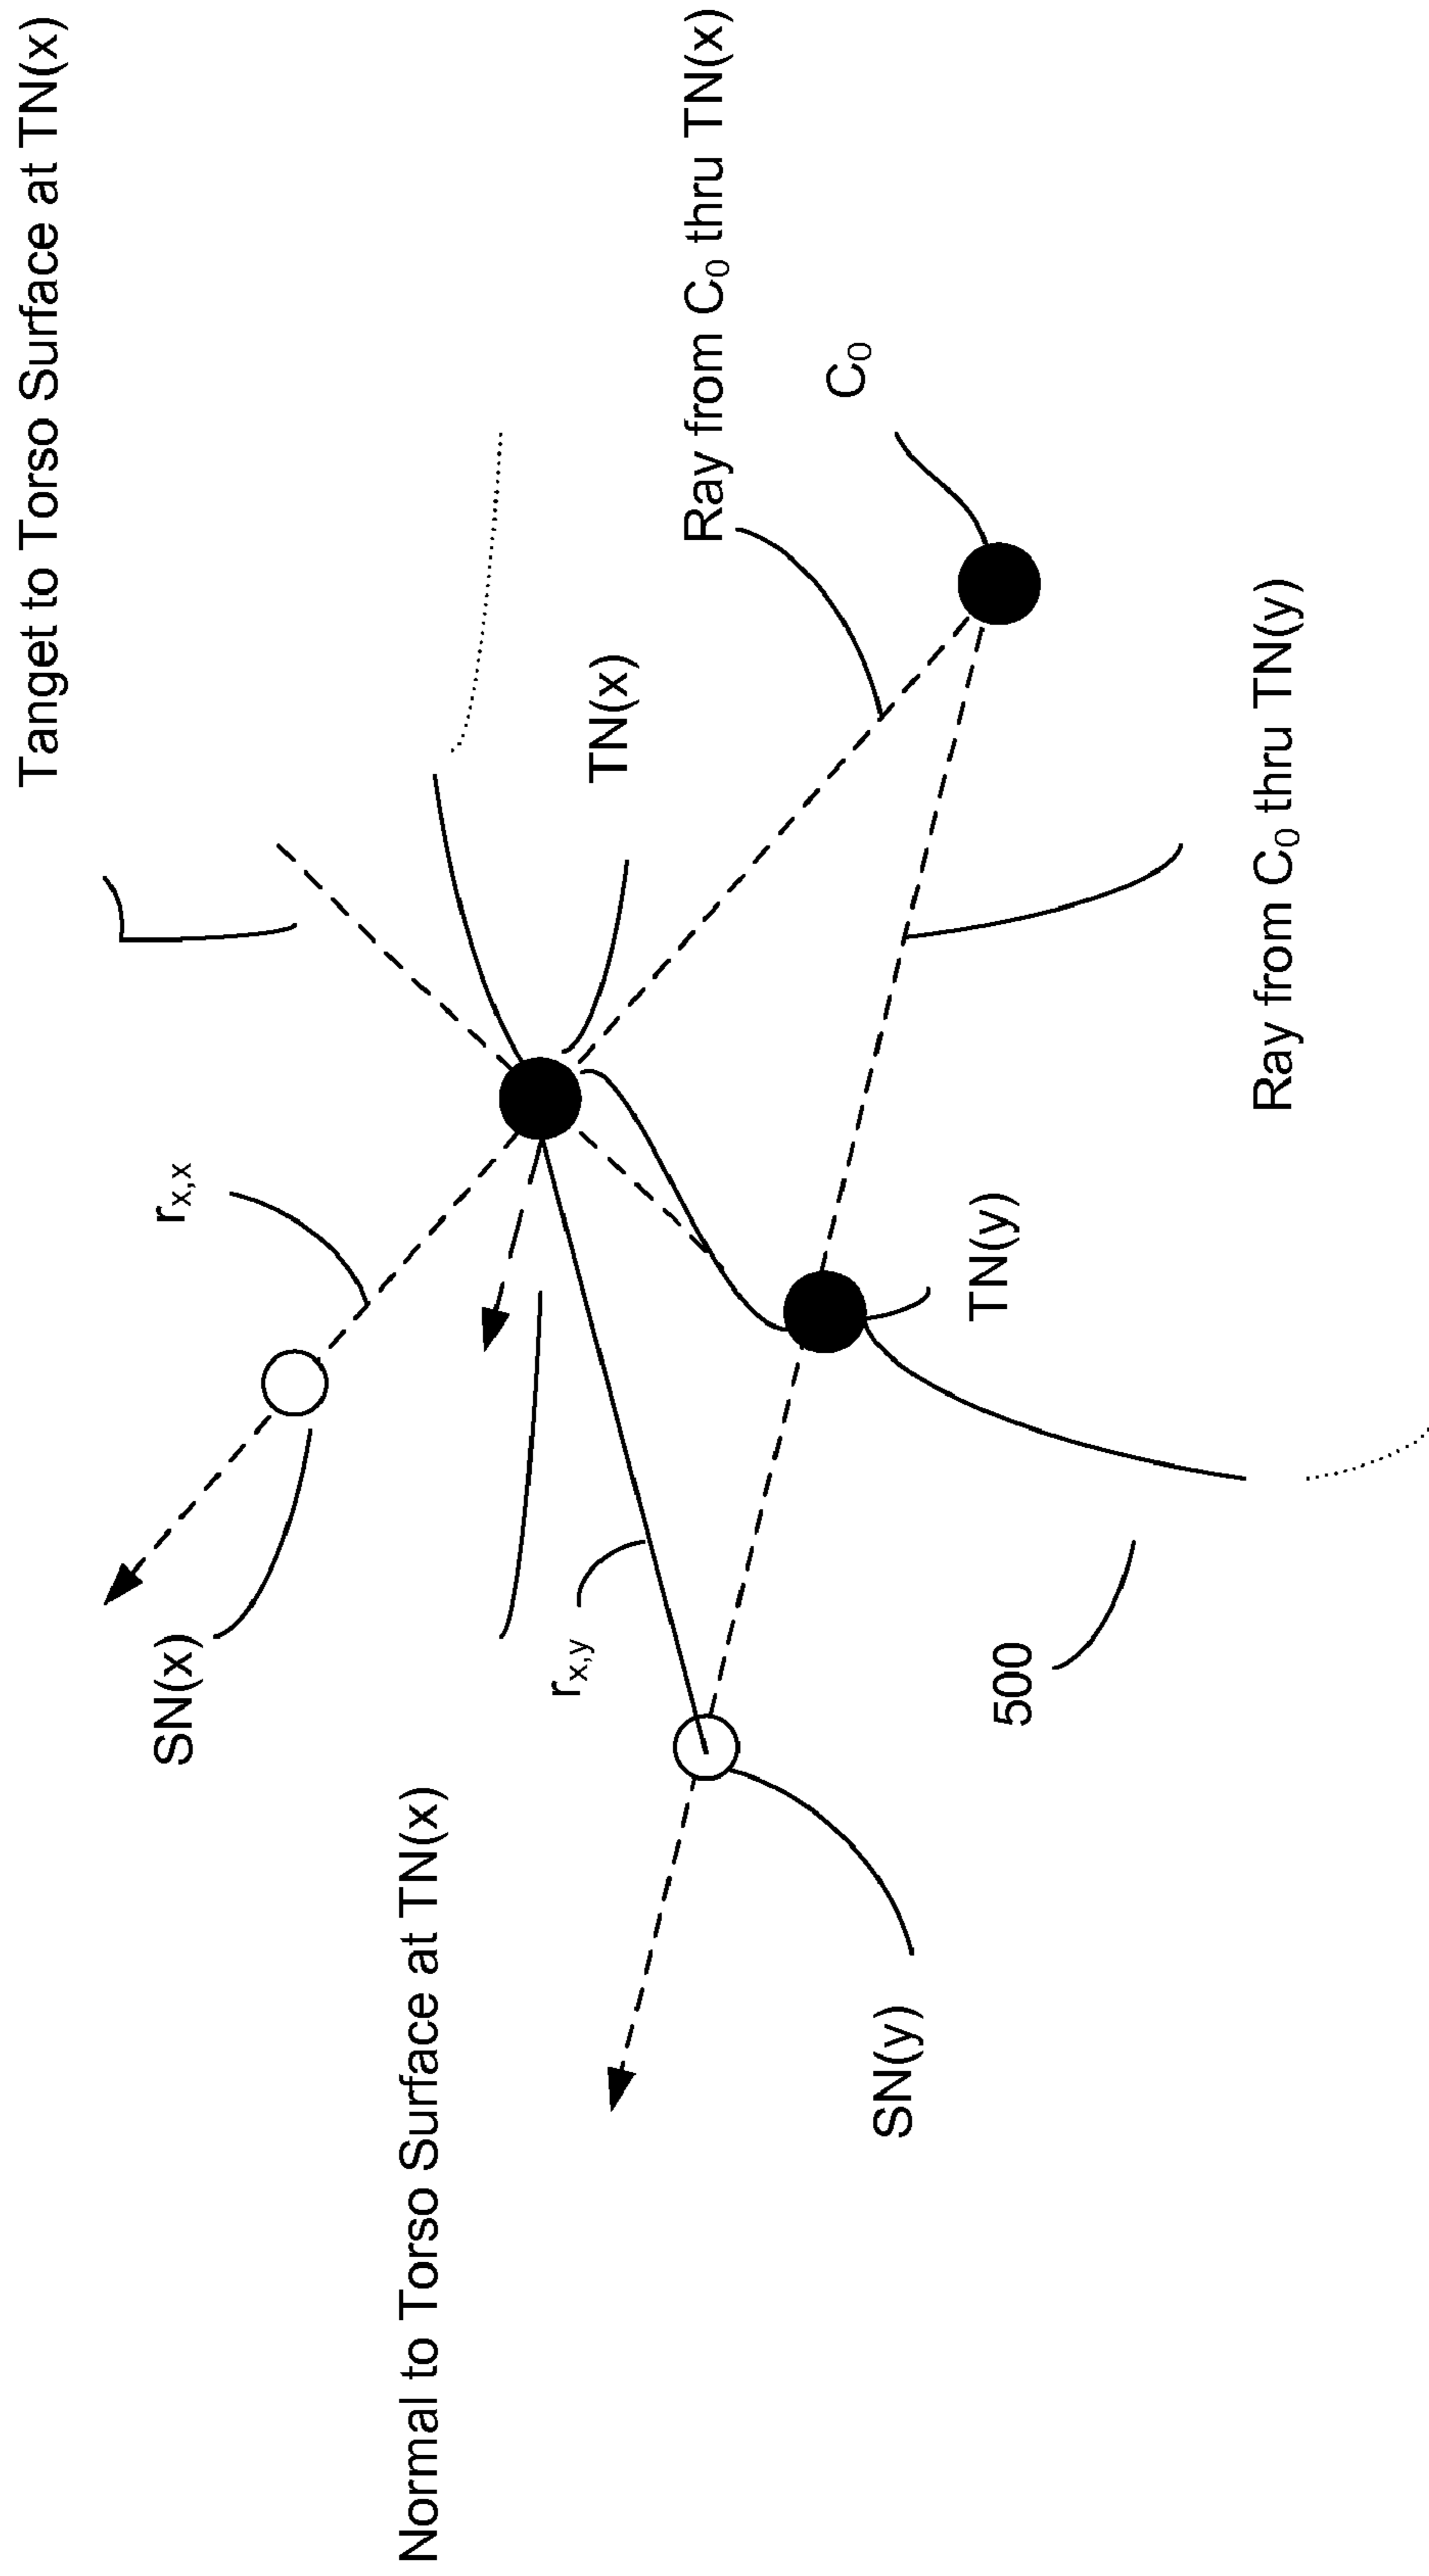 Tanget to Torso Surface at TN(x)
Ray from C₀ thru TN(x)
C₀
TN(x)
Ray from C₀ thru TN(y)
rₓ,ₓ
TN(y)
SN(x)
r_x,y
500
Normal to Torso Surface at TN(x)
SN(y)